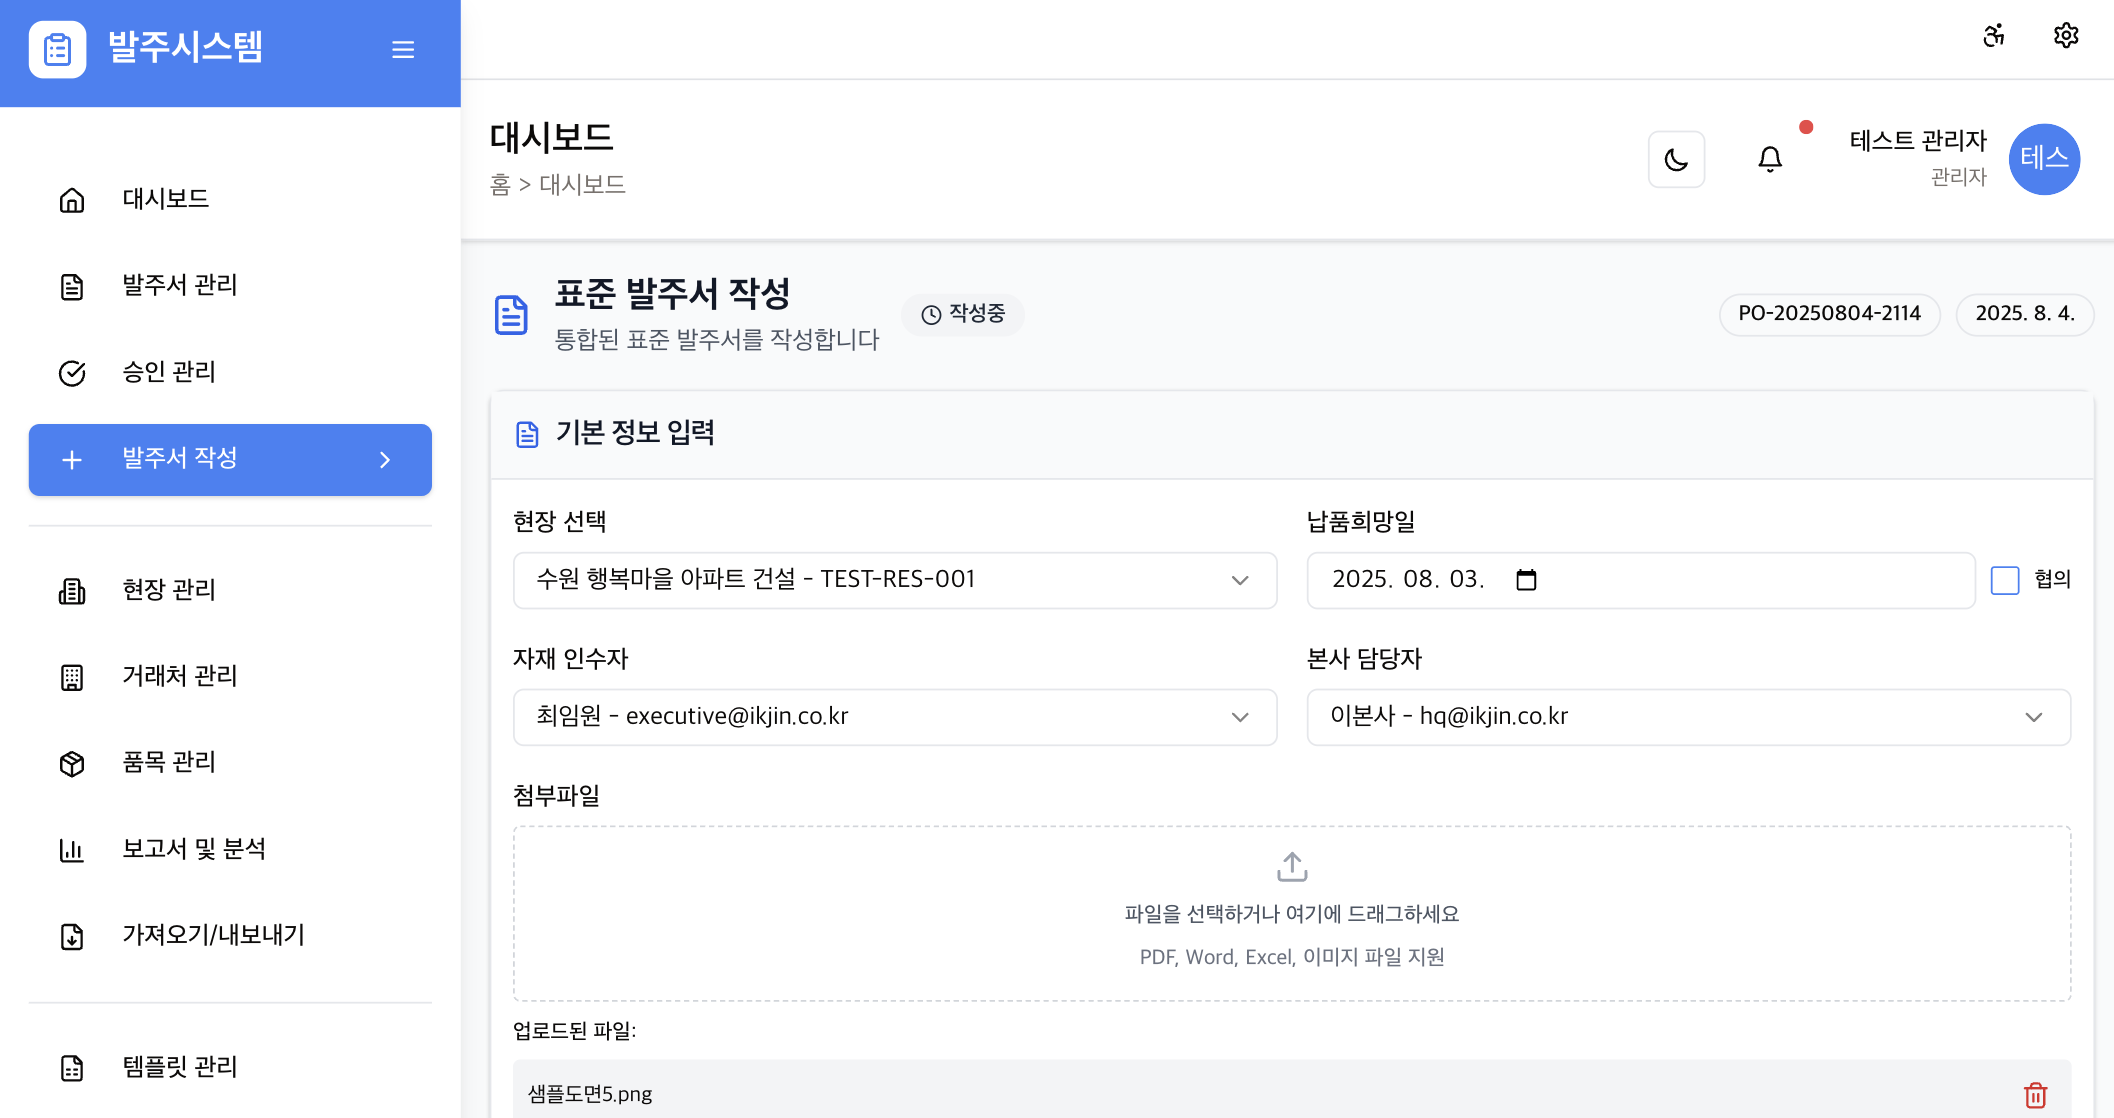 발주시스템
대시보드
발주서 관리
승인 관리
발주서 작성
현장 관리
거래처 관리
품목 관리
보고서 및 분석
가져오기/내보내기
템플릿 관리
대시보드
홈 > 대시보드
테스트 관리자
관리자
테스
표준 발주서 작성
통합된 표준 발주서를 작성합니다
작성중
PO-20250804-2114
2025. 8. 4.
기본 정보 입력
현장 선택
수원 행복마을 아파트 건설 - TEST-RES-001
납품희망일
2025. 08. 03.
협의
자재 인수자
최임원 - executive@ikjin.co.kr
본사 담당자
이본사 - hq@ikjin.co.kr
첨부파일
파일을 선택하거나 여기에 드래그하세요
PDF, Word, Excel, 이미지 파일 지원
업로드된 파일:
샘플도면5.png